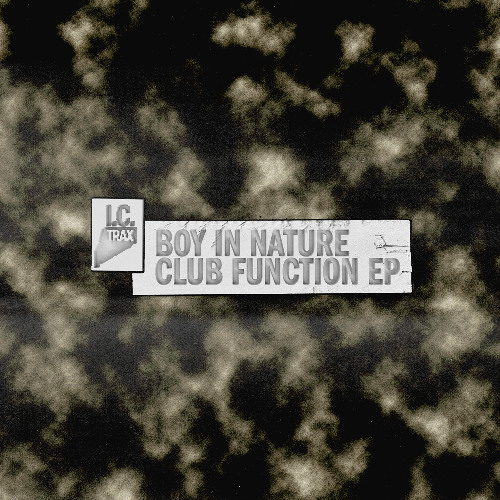 I.C.
TRAX
BOY IN NATURE
CLUB FUNCTION EP